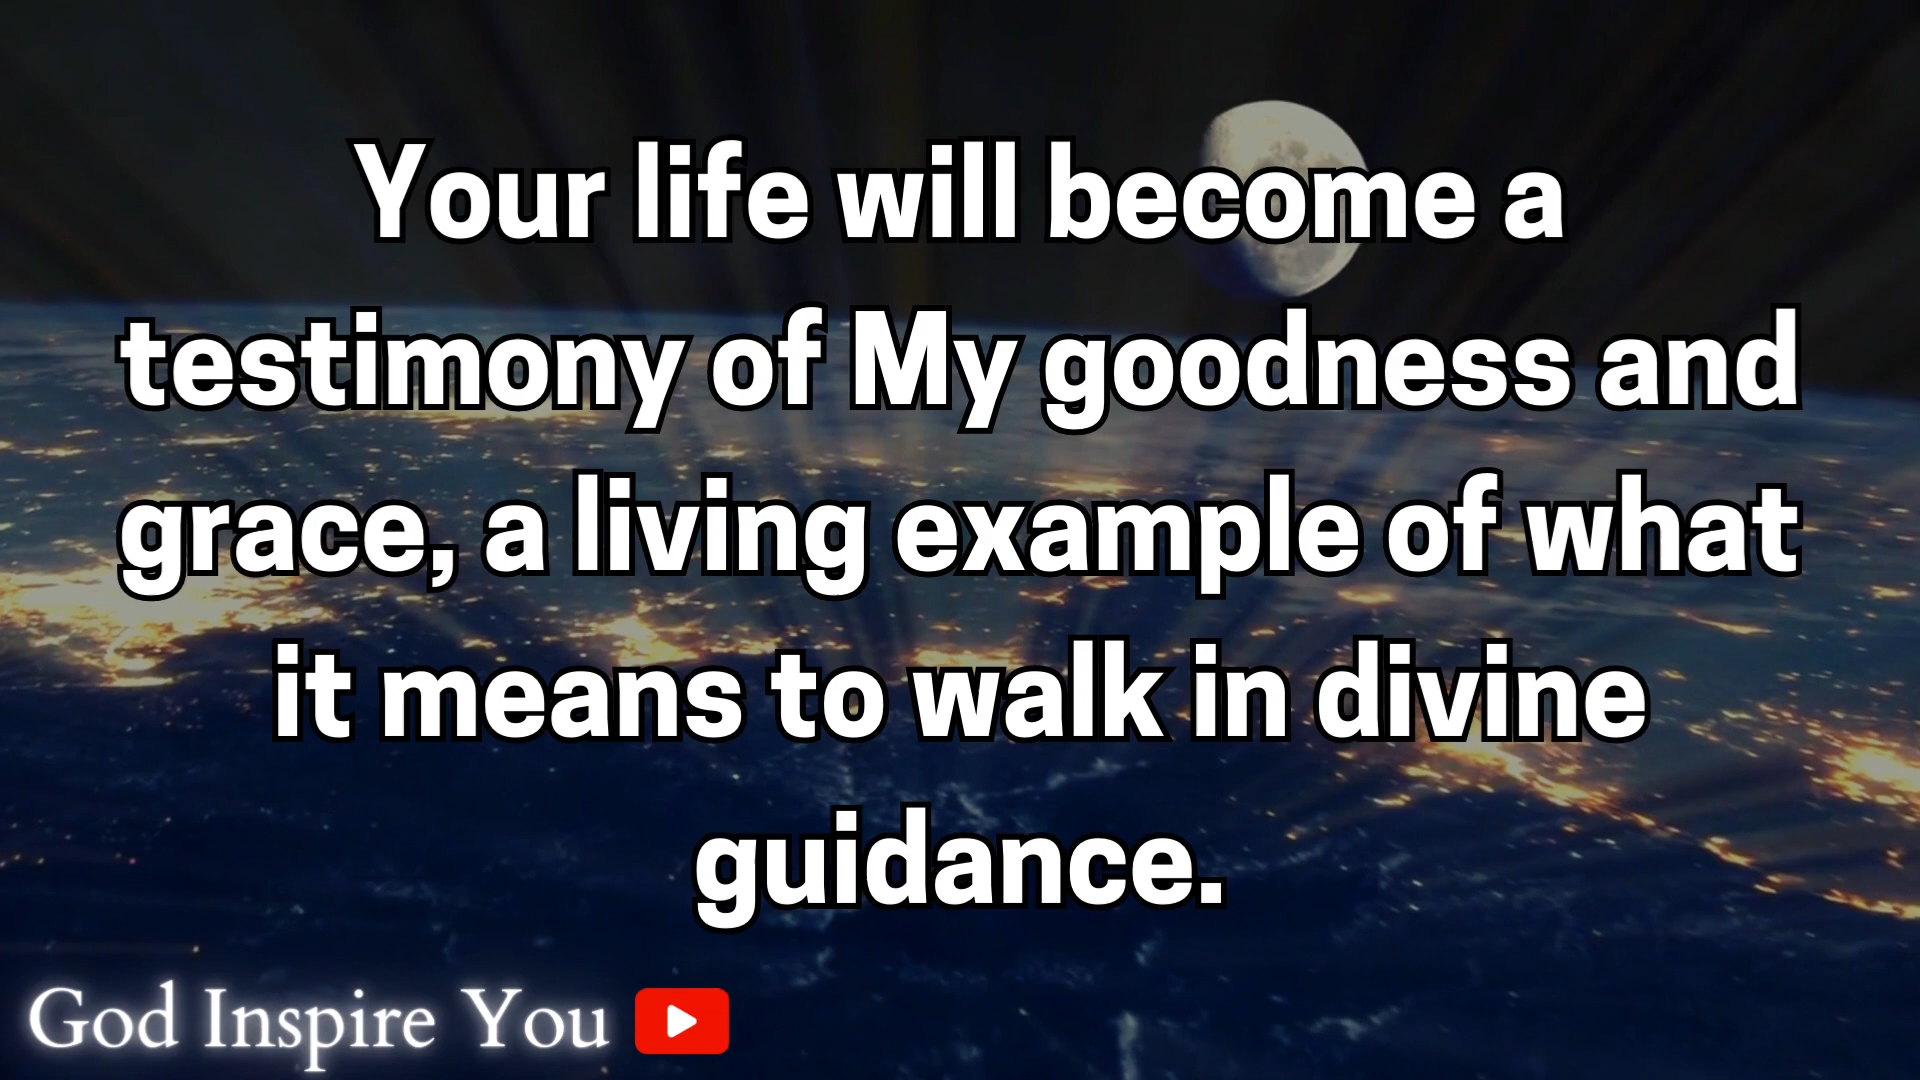 Your life will become a
testimony of My goodness and
grace, a living example of what
it means to walk in divine
guidance.
God Inspire You